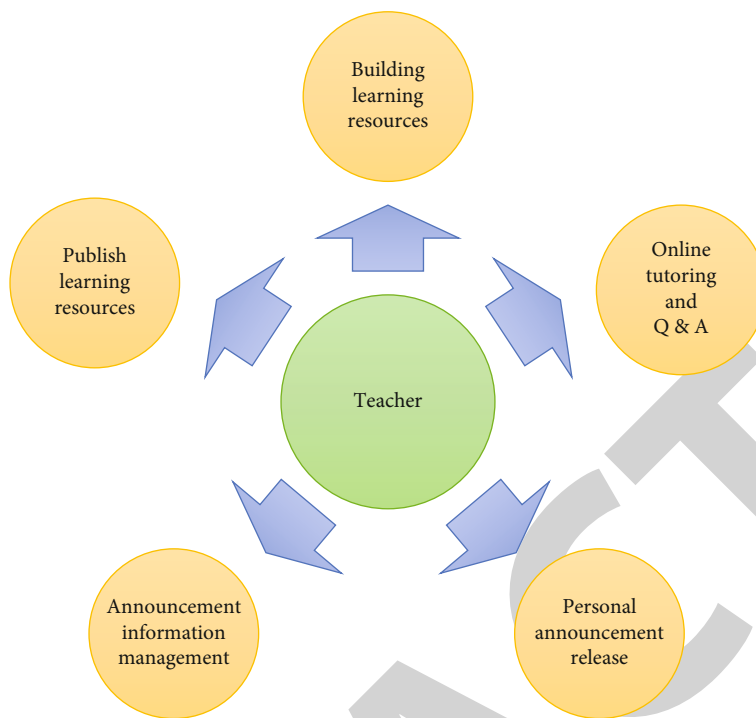 Building
learning
resources
Publish
learning
resources
Online
tutoring
and
Q & A
Teacher
Announcement
information
management
Personal
announcement
release